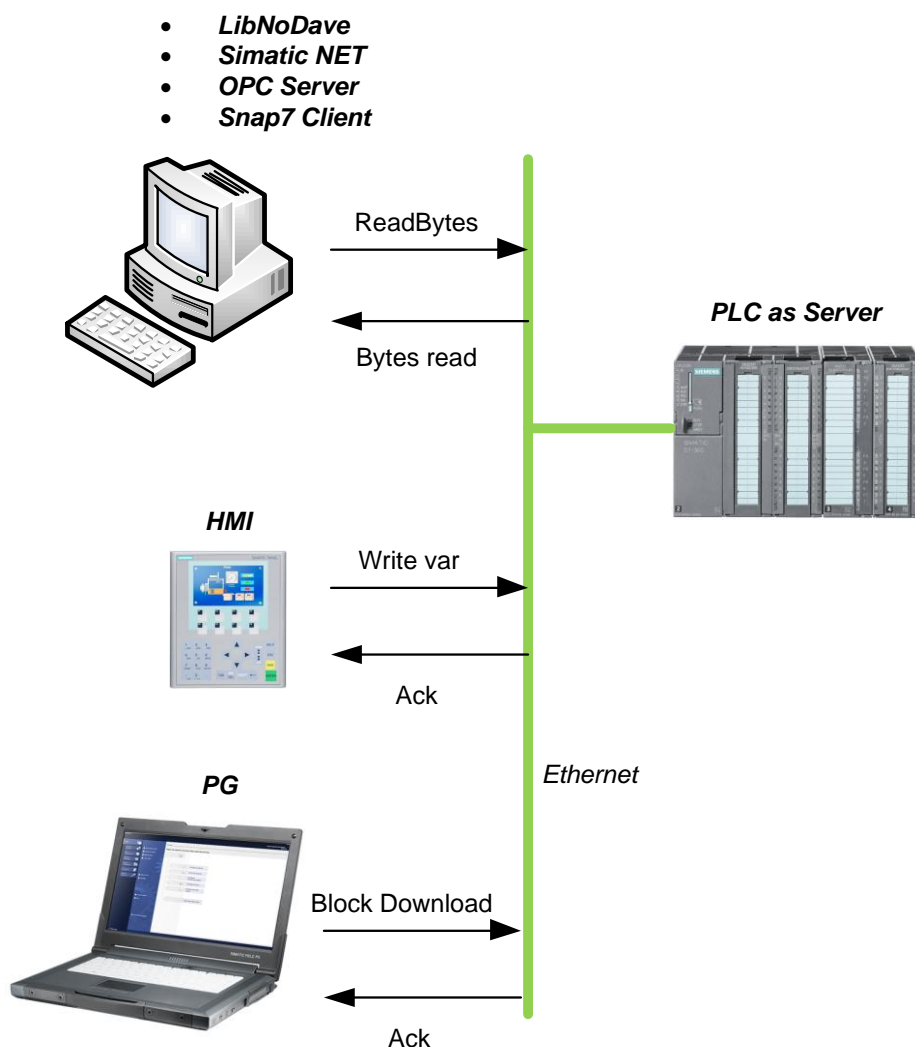 • LibNoDave
• Simatic NET
• OPC Server
• Snap7 Client
ReadBytes
Bytes read
PLC as Server
SIEMENS
HMI
Write var
Ack
Ethernet
PG
Block Download
Ack